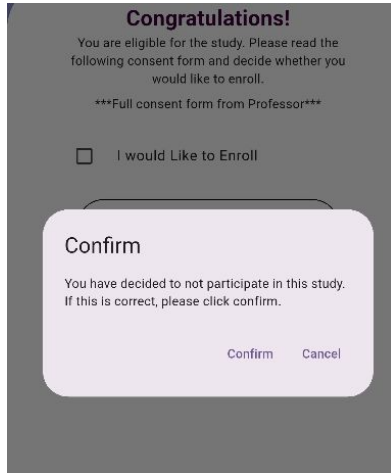 Congratulations!
You are eligible for the study. Please read the
following consent form and decide whether you
would like to enroll.
***Full consent form from Professor***
I would Like to Enroll
Confirm
You have decided to not participate in this study.
If this is correct, please click confirm.
Confirm Cancel